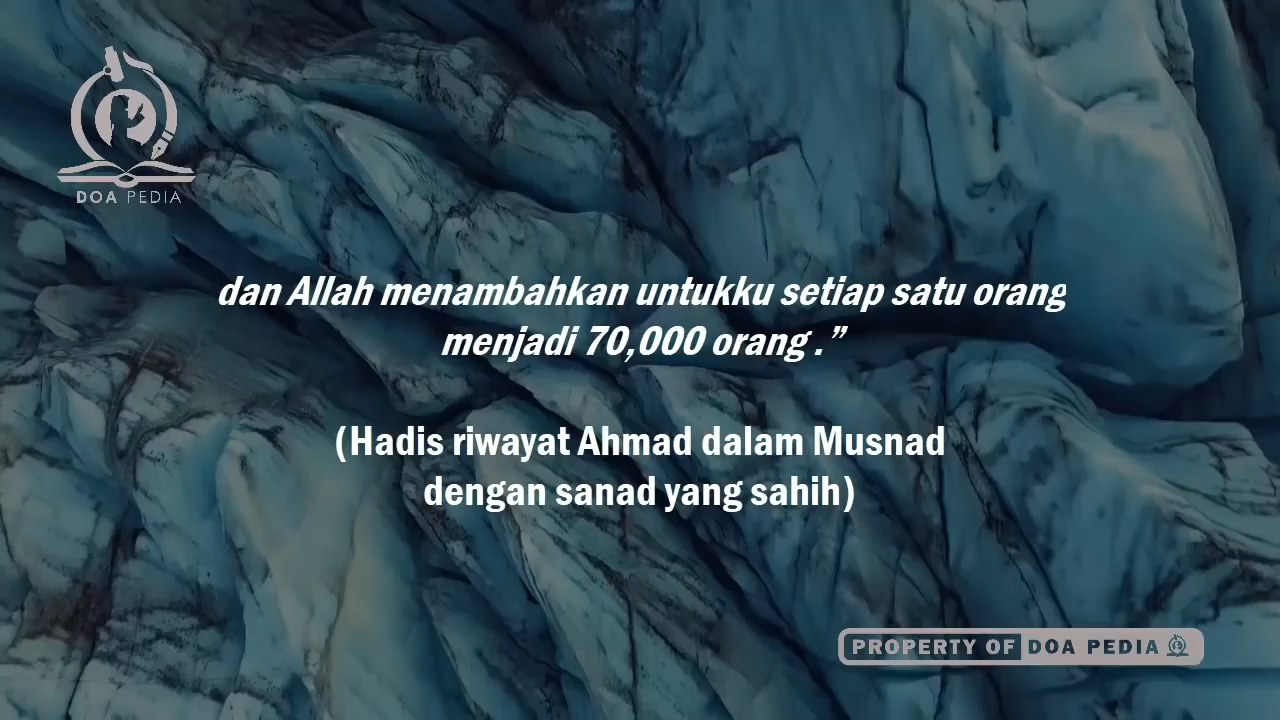 DOA PEDIA
dan Allah menambahkan untukku setiap satu orang
menjadi 70,000 orang .”
(Hadis riwayat Ahmad dalam Musnad
dengan sanad yang sahih)
PROPERTY OF DOA PEDIA